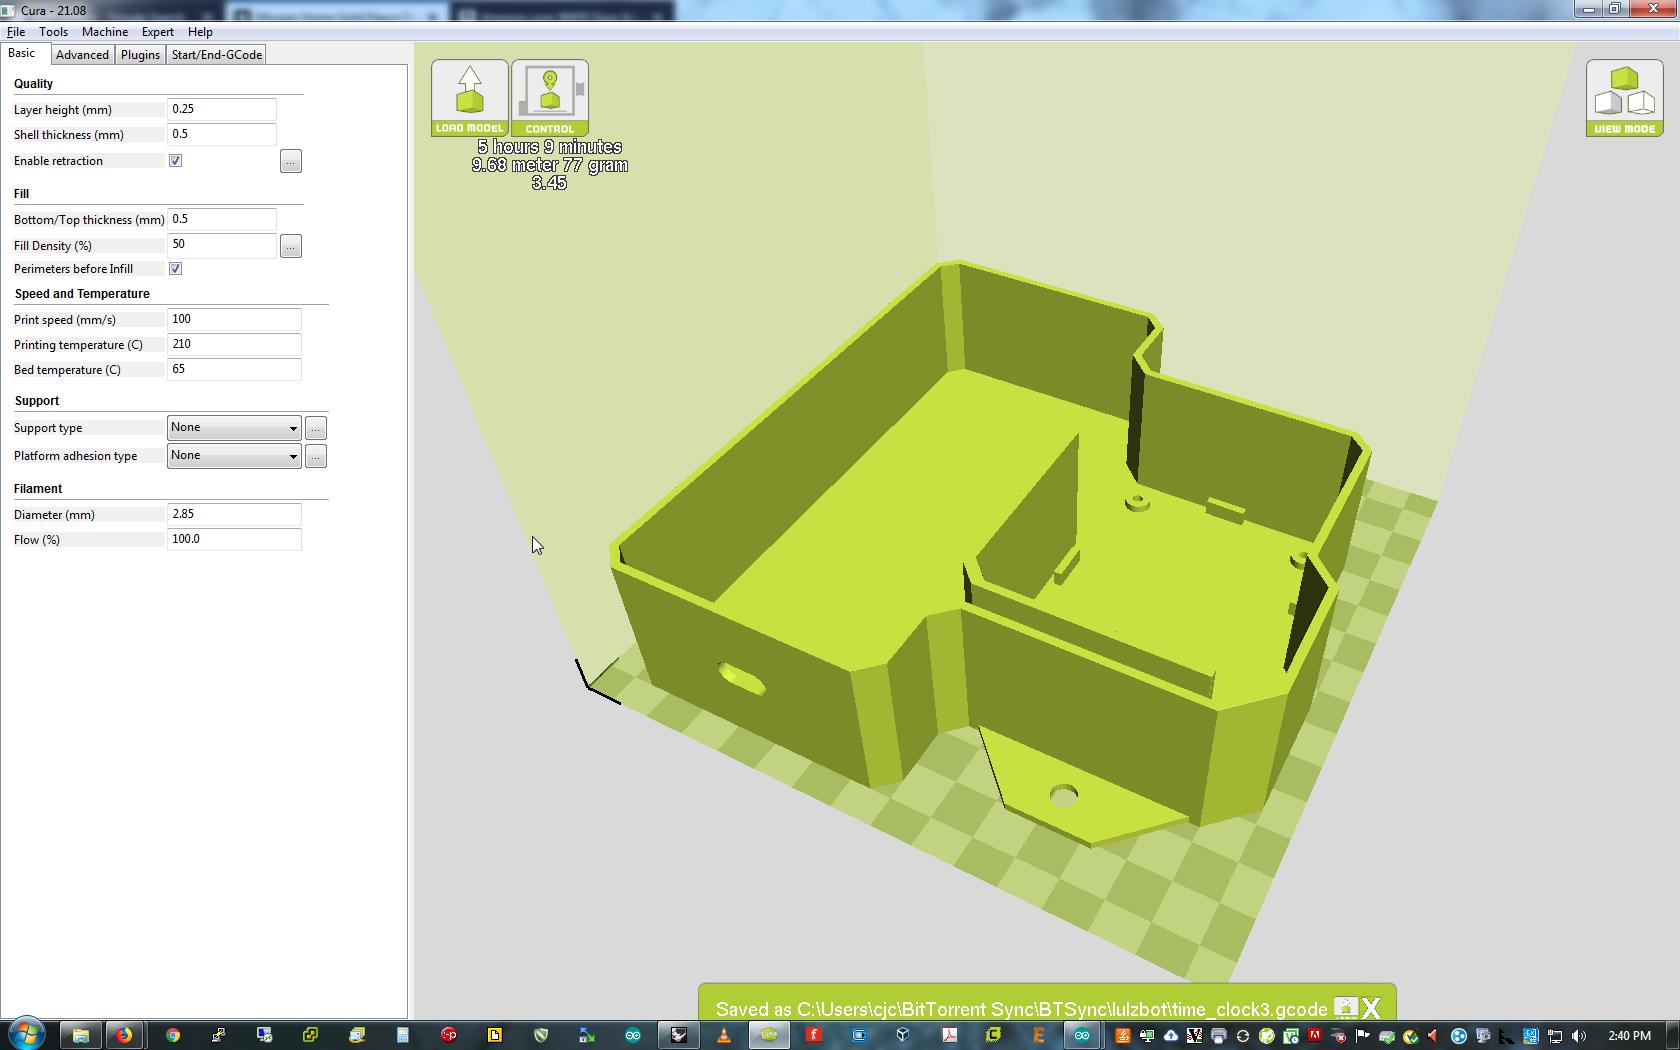 Cura - 21.08
File Tools Machine Expert Help
Basic Advanced Plugins Start/End-GCode
Quality
Layer height (mm) 0.25
Shell thickness (mm) 0.5
Enable retraction ...
Fill
Bottom/Top thickness (mm) 0.5
Fill Density (%) 50 ...
Perimeters before Infill
Speed and Temperature
Print speed (mm/s) 100
Printing temperature (C) 210
Bed temperature (C) 65
Support
Support type None ...
Platform adhesion type None ...
Filament
Diameter (mm) 2.85
Flow (%) 100.0
LOAD MODEL CONTROL
5 hours 9 minutes
9.68 meter 77 gram
3.45
VIEW MODE
Saved as C:\Users\cjc\BitTorrent Sync\BTSync\lulzbot\time_clock3.gcode X
2:40 PM